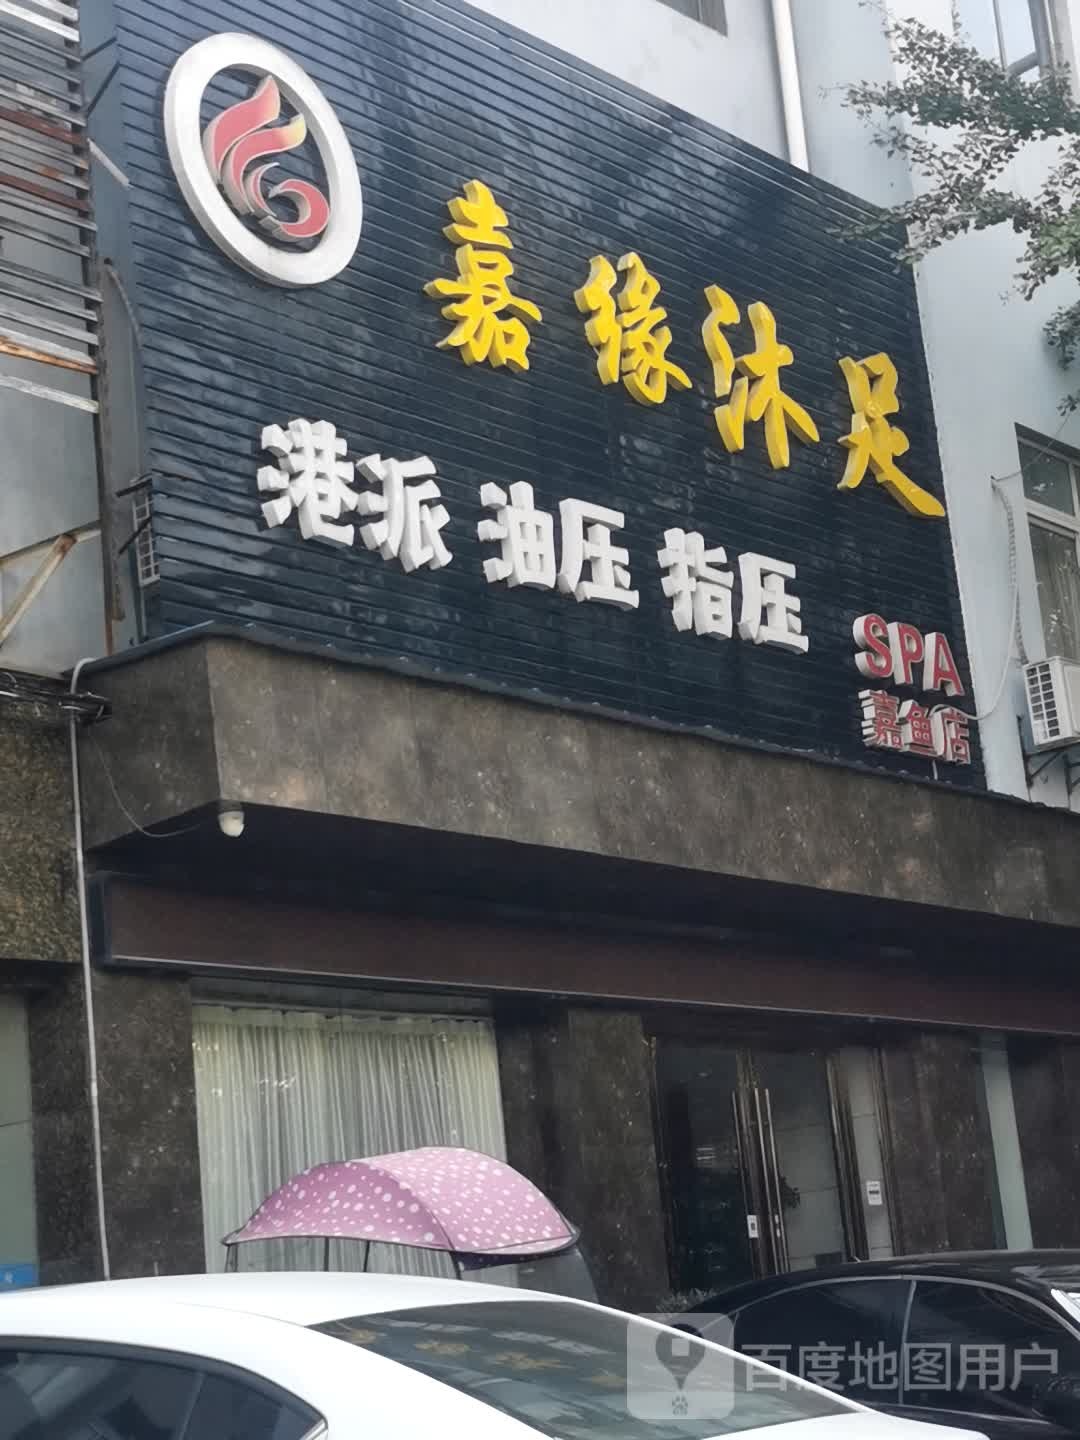 嘉缘沐足
港派 油压 指压
SPA
嘉鱼店
百度地图用户